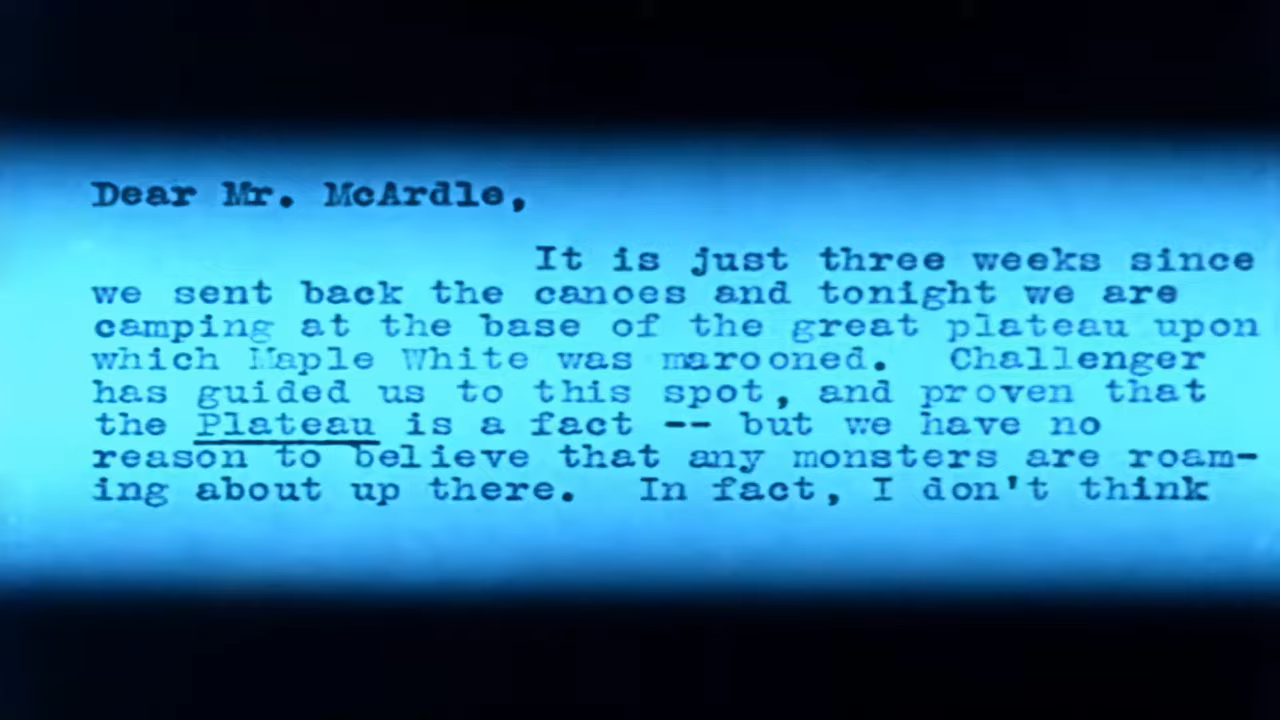 Dear Mr. McArdle,
It is just three weeks since
we sent back the canoes and tonight we are
camping at the base of the great plateau upon
which Maple White was marooned. Challenger
has guided us to this spot, and proven that
the Plateau is a fact -- but we have no
reason to believe that any monsters are roam-
ing about up there. In fact, I don't think